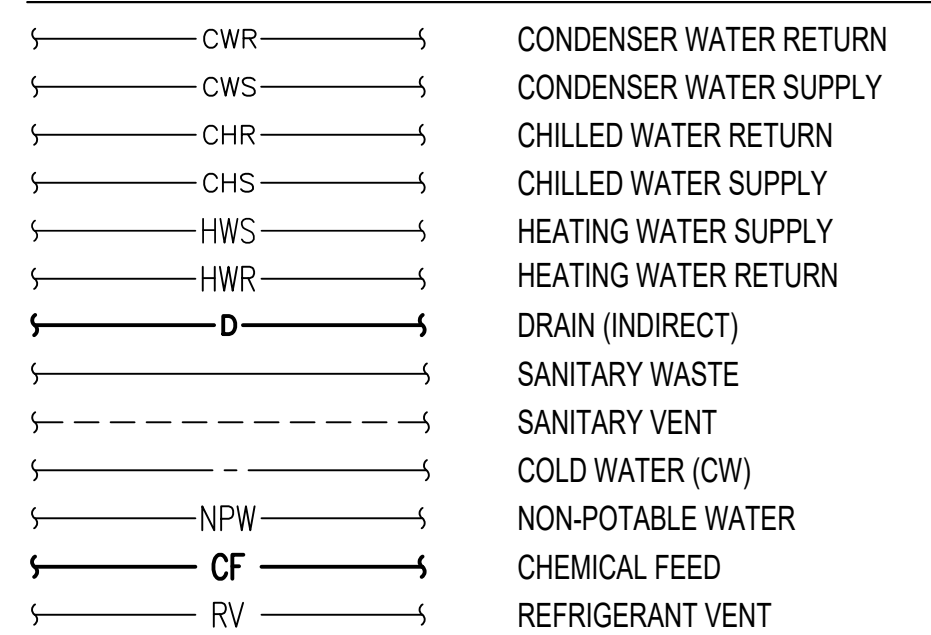 CWR CONDENSER WATER RETURN
CWS CONDENSER WATER SUPPLY
CHR CHILLED WATER RETURN
CHS CHILLED WATER SUPPLY
HWS HEATING WATER SUPPLY
HWR HEATING WATER RETURN
D DRAIN (INDIRECT)
SANITARY WASTE
SANITARY VENT
COLD WATER (CW)
NPW NON-POTABLE WATER
CF CHEMICAL FEED
RV REFRIGERANT VENT